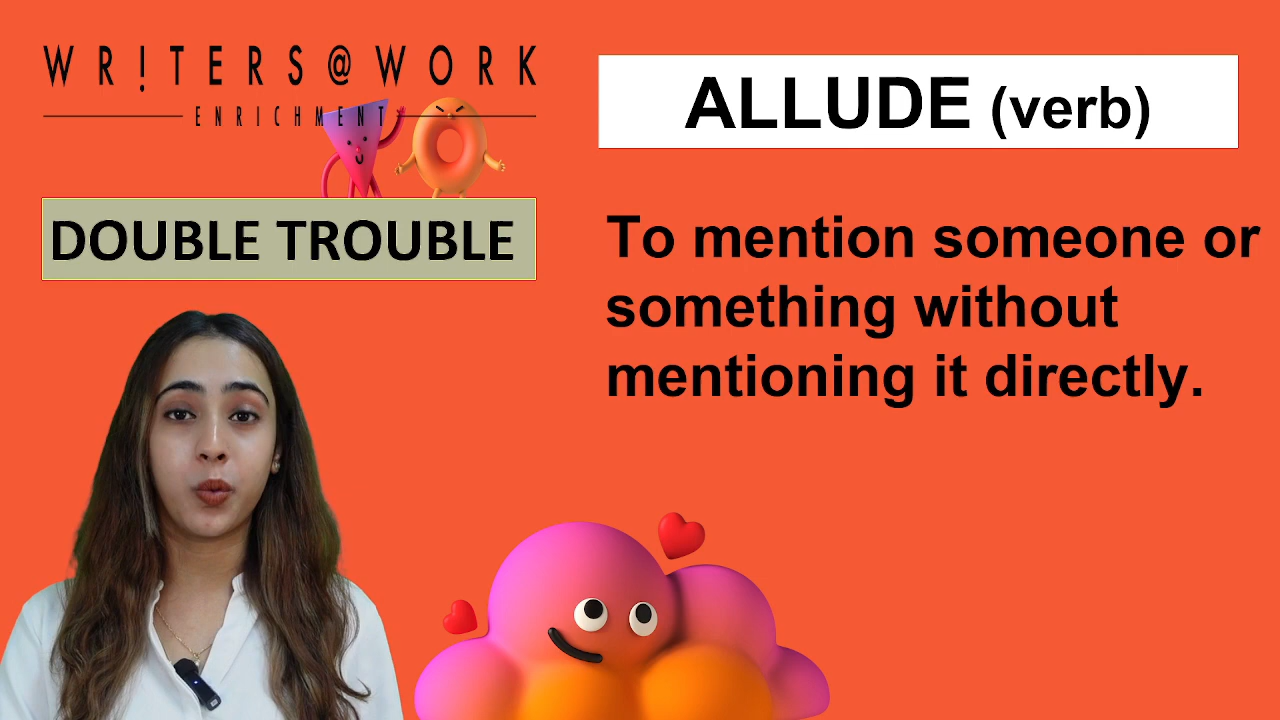 WR!TERS@WORK
ENRICHMENT
DOUBLE TROUBLE
ALLUDE (verb)
To mention someone or
something without
mentioning it directly.